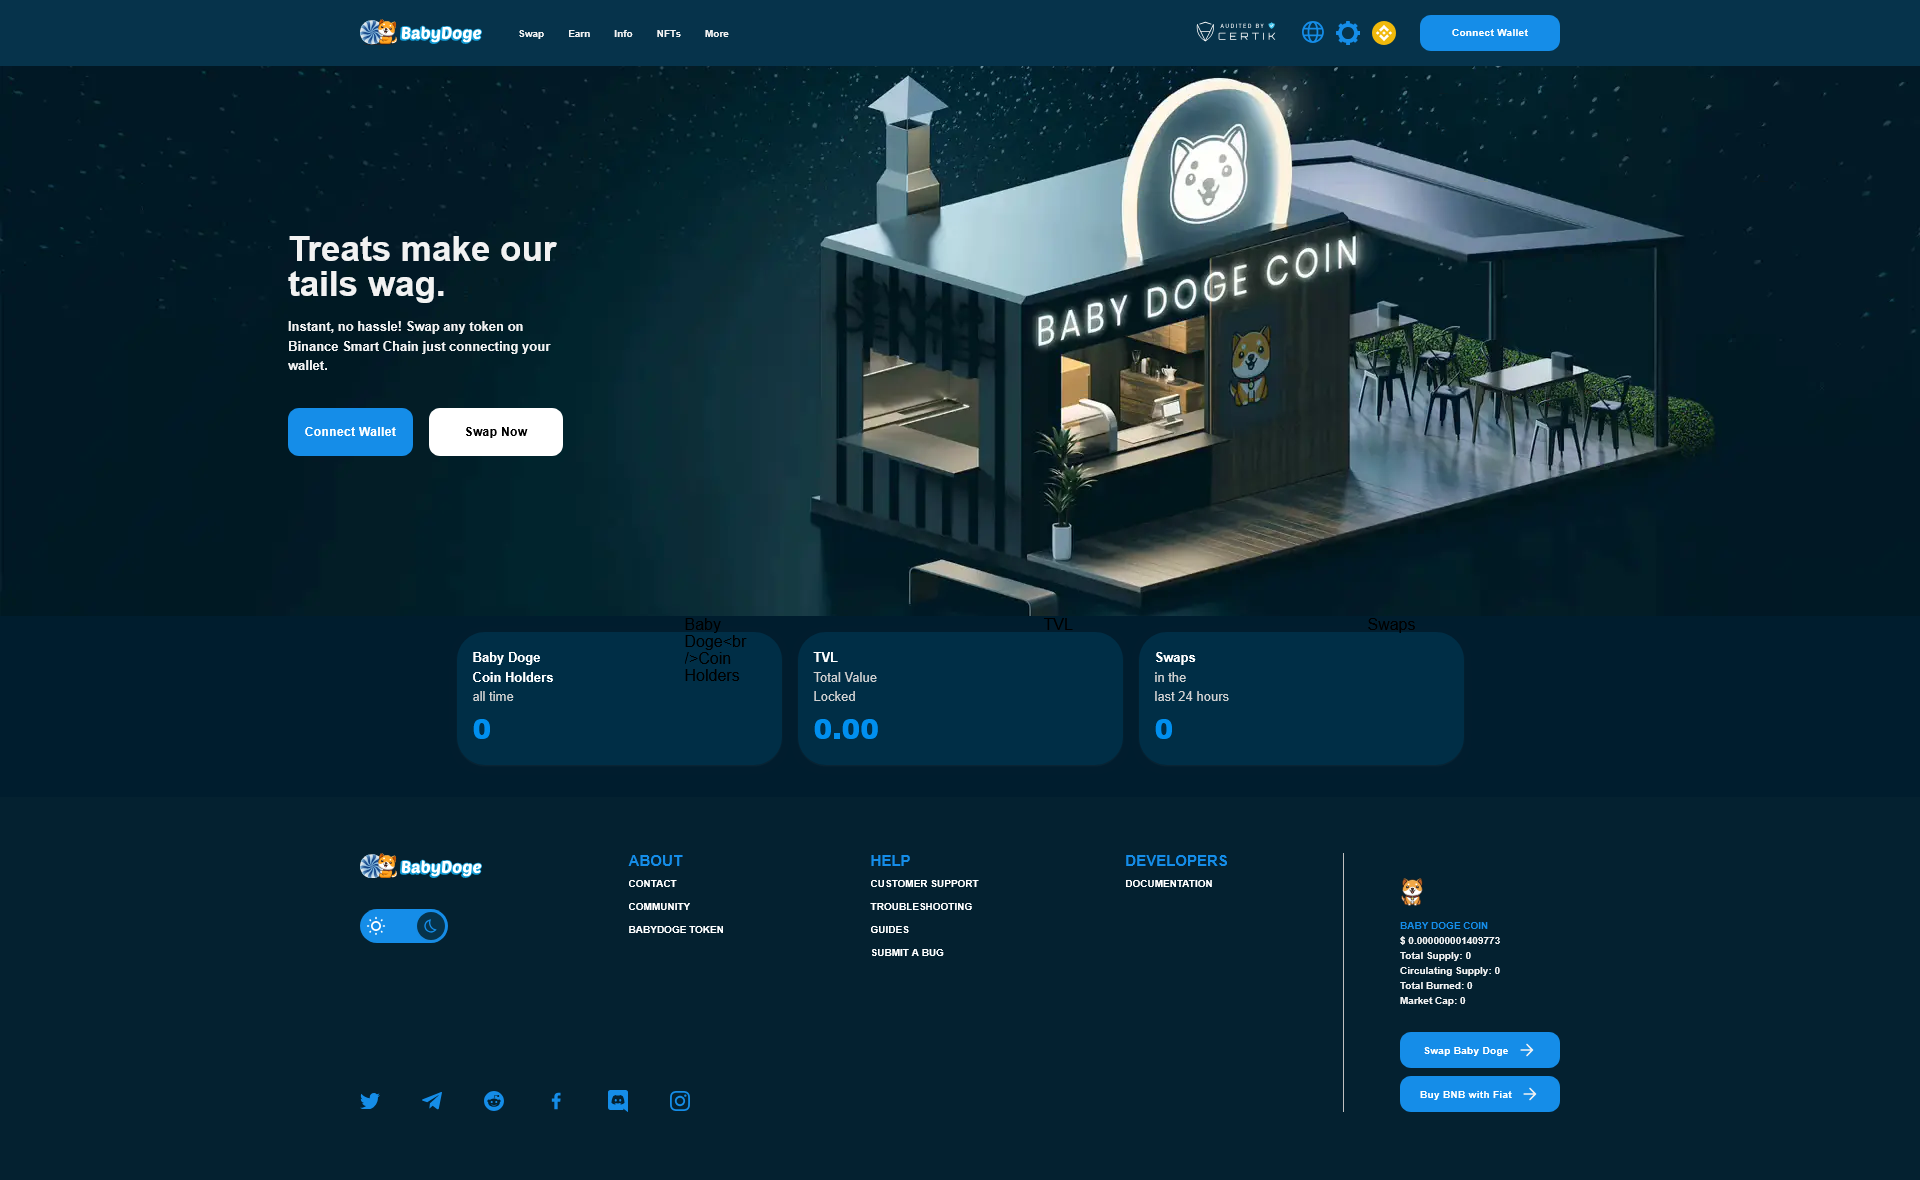 BabyDoge
Swap
Earn
Info
NFTs
More
AUDITED BY
CERTIK
Connect Wallet
BABY DOGE COIN
Treats make our
tails wag.
Instant, no hassle! Swap any token on
Binance Smart Chain just connecting your
wallet.
Connect Wallet
Swap Now
Baby Doge
Coin Holders
all time
0
Baby
Doge<br
/>Coin
Holders
TVL
Total Value
Locked
0.00
TVL
Swaps
in the
last 24 hours
0
Swaps
BabyDoge
ABOUT
CONTACT
COMMUNITY
BABYDOGE TOKEN
HELP
CUSTOMER SUPPORT
TROUBLESHOOTING
GUIDES
SUBMIT A BUG
DEVELOPERS
DOCUMENTATION
BABY DOGE COIN
$ 0.000000001409773
Total Supply: 0
Circulating Supply: 0
Total Burned: 0
Market Cap: 0
Swap Baby Doge
Buy BNB with Fiat